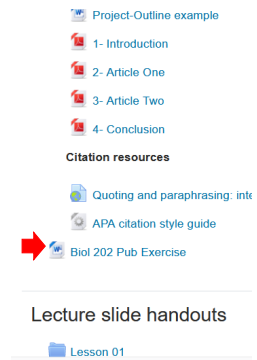 Project-Outline example
1- Introduction
2- Article One
3- Article Two
4- Conclusion
Citation resources
Quoting and paraphrasing: inte
APA citation style guide
Biol 202 Pub Exercise
Lecture slide handouts
Lesson 01